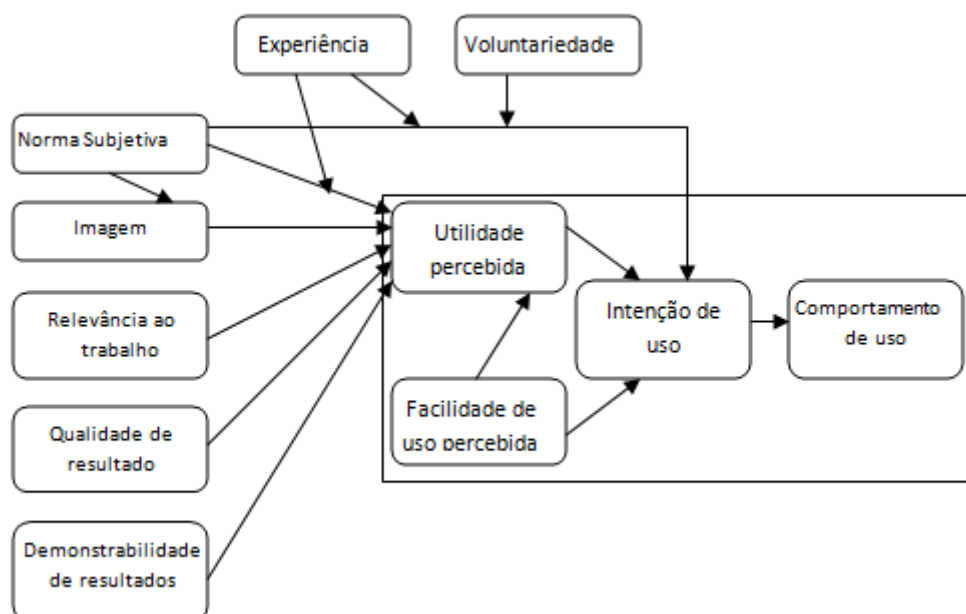 Experiência
Voluntariedade
Norma Subjetiva
Imagem
Utilidade
percebida
Relevância ao
trabalho
Intenção de
uso
Comportamento
de uso
Facilidade de
uso percebida
Qualidade de
resultado
Demonstrabilidade
de resultados